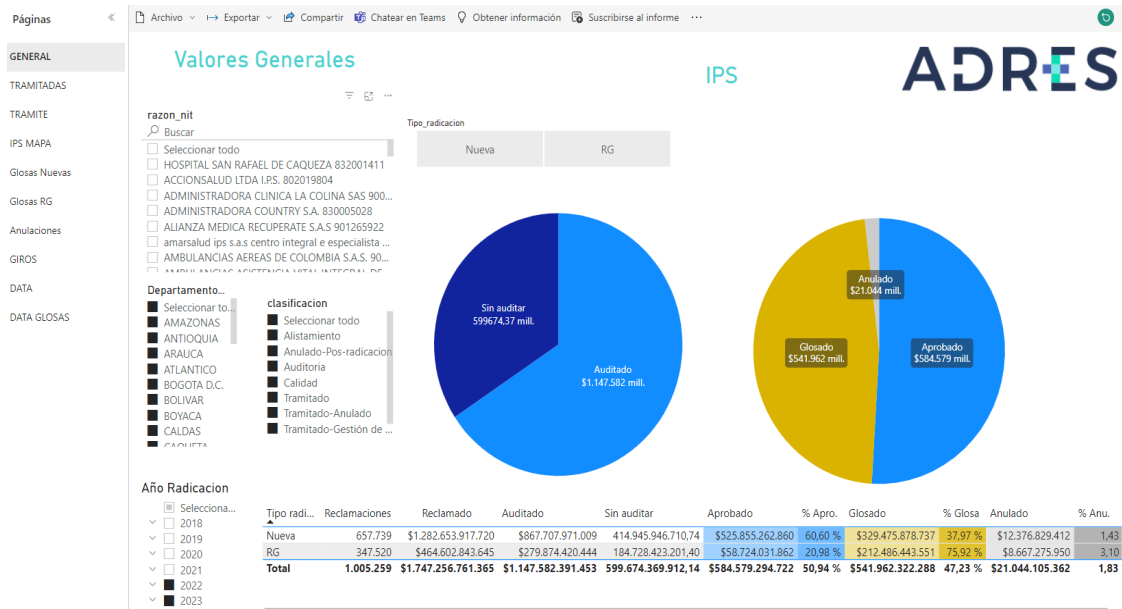 Páginas
GENERAL
TRAMITADAS
TRAMITE
IPS MAPA
Glosas Nuevas
Glosas RG
Anulaciones
GIROS
DATA
DATA GLOSAS
Archivo Exportar Compartir Chatear en Teams Obtener información Suscribirse al informe ...
Valores Generales
IPS
ADRES
razon_nit
Buscar
Seleccionar todo
HOSPITAL SAN RAFAEL DE CAQUEZA 832001411
ACCIONSALUD LTDA I.P.S. 802019804
ADMINISTRADORA CLINICA LA COLINA SAS 900...
ADMINISTRADORA COUNTRY S.A. 830005028
ALIANZA MEDICA RECUPERATE S.A.S 901265922
amarsalud ips s.a.s centro integral e especialista ...
AMBULANCIAS AEREAS DE COLOMBIA S.A.S. 90...
AMBULANCIAS ASISTENCIA VITAL INTEGRAL DE
Tipo_radicacion
Nueva
RG
Departamento...
Seleccionar to...
AMAZONAS
ANTIOQUIA
ARAUCA
ATLANTICO
BOGOTA D.C.
BOLIVAR
BOYACA
CALDAS
CAQUETA
clasificacion
Seleccionar todo
Alistamiento
Anulado-Pos-radicacion
Auditoria
Calidad
Tramitado
Tramitado-Anulado
Tramitado-Gestión de ...
Sin auditar
599674,37 mill.
Auditado
$1.147.582 mill.
Anulado
$21.044 mill.
Glosado
$541.962 mill.
Aprobado
$584.579 mill.
Año Radicacion
Selecciona...
2018
2019
2020
2021
2022
2023
Tipo radi... Reclamaciones Reclamado Auditado Sin auditar Aprobado % Apro. Glosado % Glosa Anulado % Anu.
Nueva 657.739 $1.282.653.917.720 $867.707.971.009 414.945.946.710,74 $525.855.262.860 60,60 % $329.475.878.737 37,97 % $12.376.829.412 1,43
RG 347.520 $464.602.843.645 $279.874.420.444 184.728.423.201,40 $58.724.031.862 20,98 % $212.486.443.551 75,92 % $8.667.275.950 3,10
Total 1.005.259 $1.747.256.761.365 $1.147.582.391.453 599.674.369.912,14 $584.579.294.722 50,94 % $541.962.322.288 47,23 % $21.044.105.362 1,83